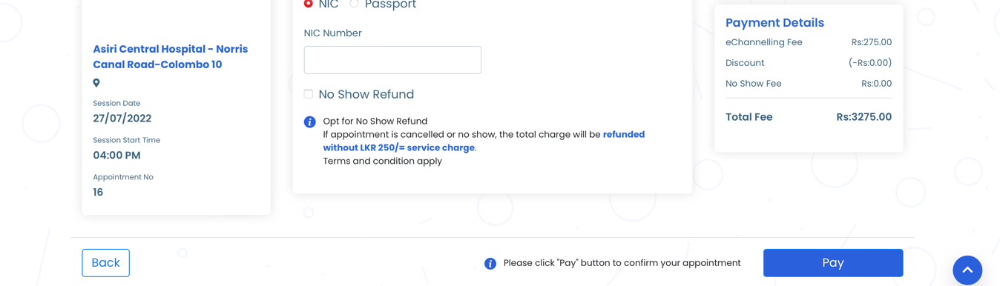 Asiri Central Hospital - Norris
Canal Road-Colombo 10
Session Date
27/07/2022
Session Start Time
04:00 PM
Appointment No
16
NIC
Passport
NIC Number
No Show Refund
Opt for No Show Refund
If appointment is cancelled or no show, the total charge will be refunded
without LKR 250/= service charge.
Terms and condition apply
Payment Details
eChannelling Fee Rs:275.00
Discount (-Rs:0.00)
No Show Fee Rs:0.00
Total Fee Rs:3275.00
Back
Please click "Pay" button to confirm your appointment
Pay